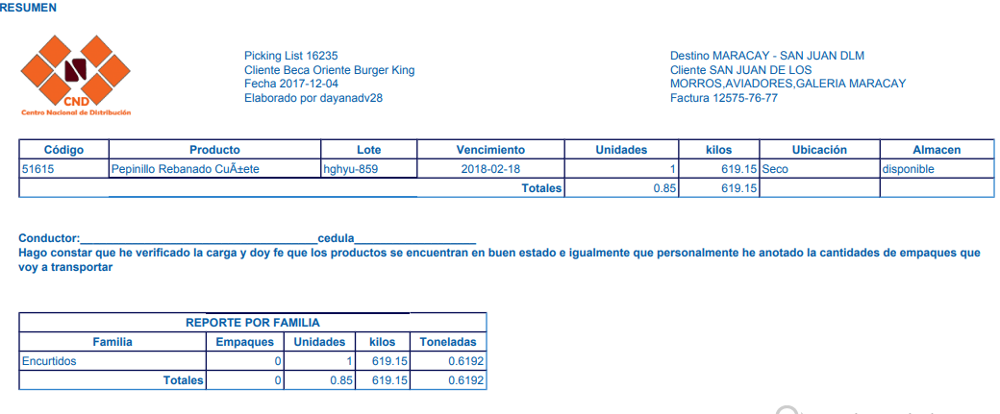 RESUMEN
CND
Centro Nacional de Distribución
Picking List 16235
Cliente Beca Oriente Burger King
Fecha 2017-12-04
Elaborado por dayanadv28
Destino MARACAY - SAN JUAN DLM
Cliente SAN JUAN DE LOS
MORROS,AVIADORES,GALERIA MARACAY
Factura 12575-76-77
Código Producto Lote Vencimiento Unidades kilos Ubicación Almacen
51615 Pepinillo Rebanado CuÃ±ete hghyu-859 2018-02-18 1 619.15 Seco disponible
Totales 0.85 619.15
Conductor:____________________________________cedula___________________
Hago constar que he verificado la carga y doy fe que los productos se encuentran en buen estado e igualmente que personalmente he anotado la cantidades de empaques que
voy a transportar
REPORTE POR FAMILIA
Familia Empaques Unidades kilos Toneladas
Encurtidos 0 1 619.15 0.6192
Totales 0 0.85 619.15 0.6192